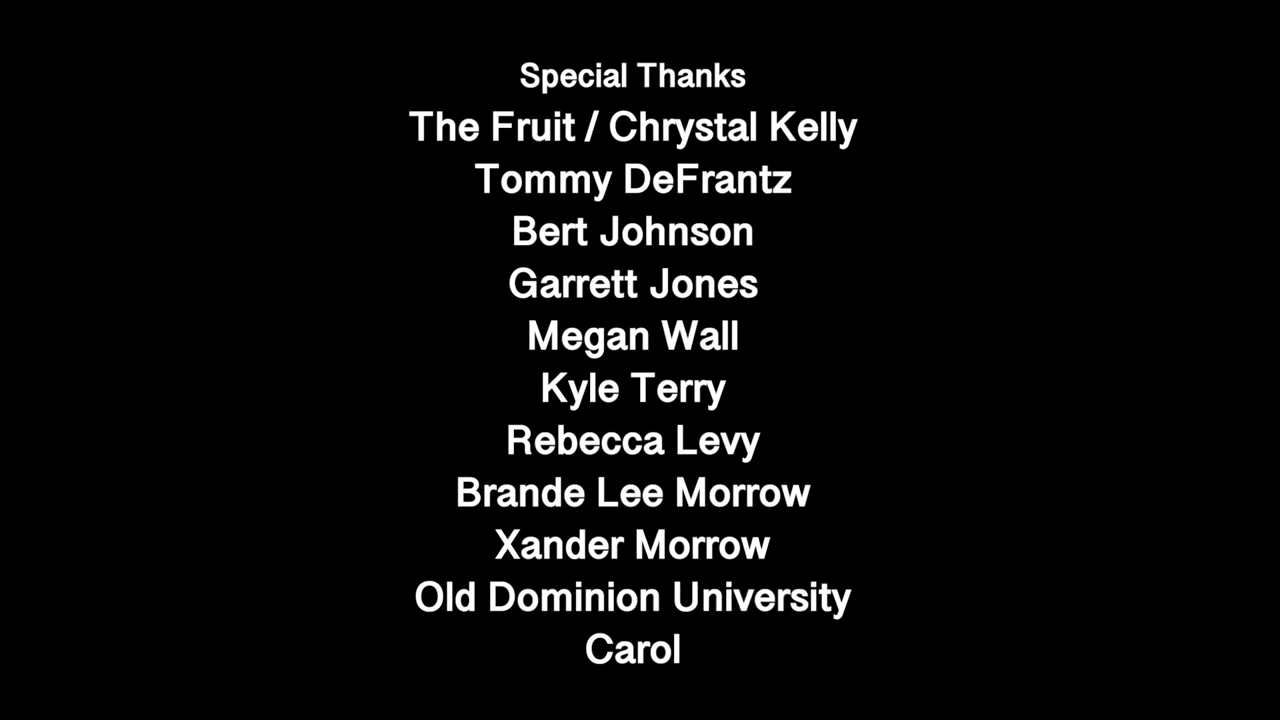 Special Thanks
The Fruit / Chrystal Kelly
Tommy DeFrantz
Bert Johnson
Garrett Jones
Megan Wall
Kyle Terry
Rebecca Levy
Brande Lee Morrow
Xander Morrow
Old Dominion University
Carol